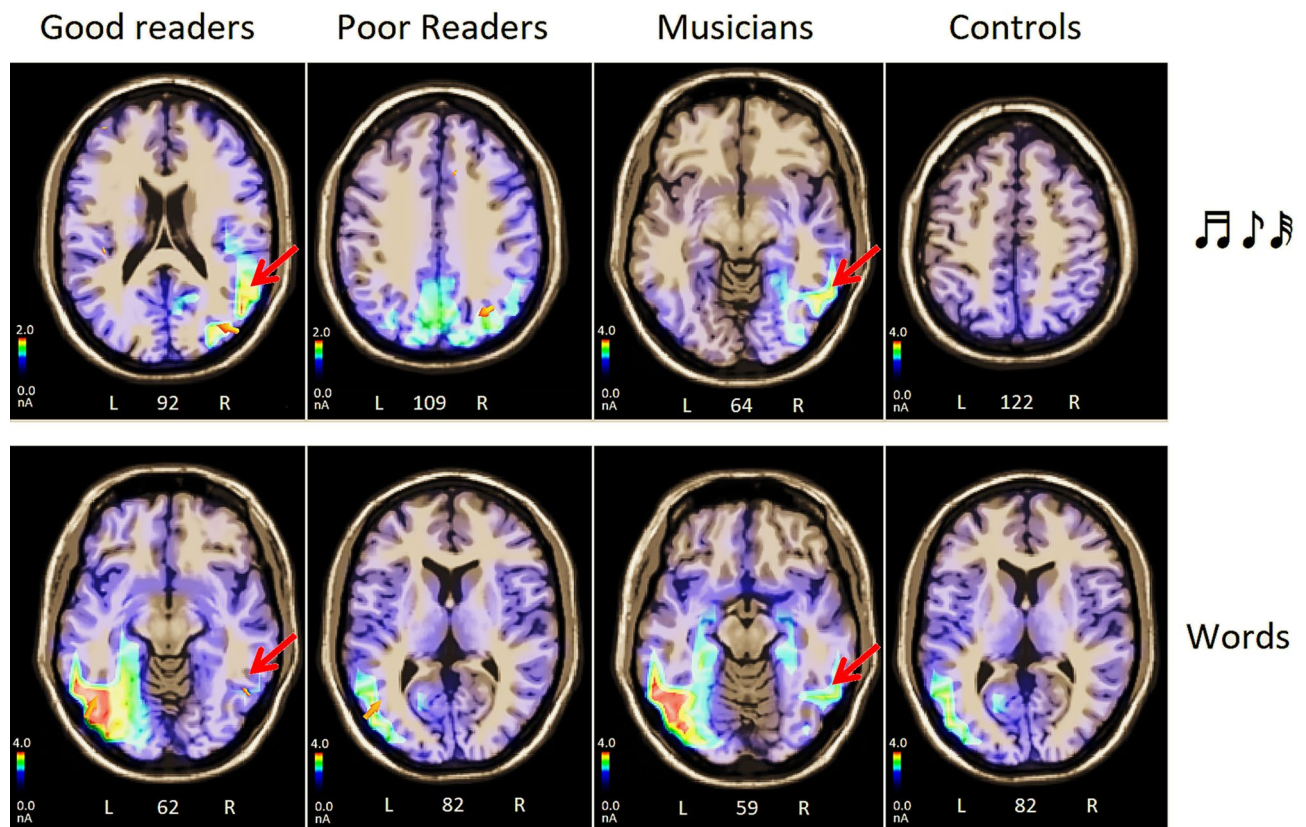 Good readers Poor Readers Musicians Controls
2.0 2.0 4.0 4.0
0.0 0.0 0.0 0.0
nA L 92 R nA L 109 R nA L 64 R nA L 122 R
Words
4.0 4.0 4.0 4.0
0.0 0.0 0.0 0.0
nA L 62 R nA L 82 R nA L 59 R nA L 82 R